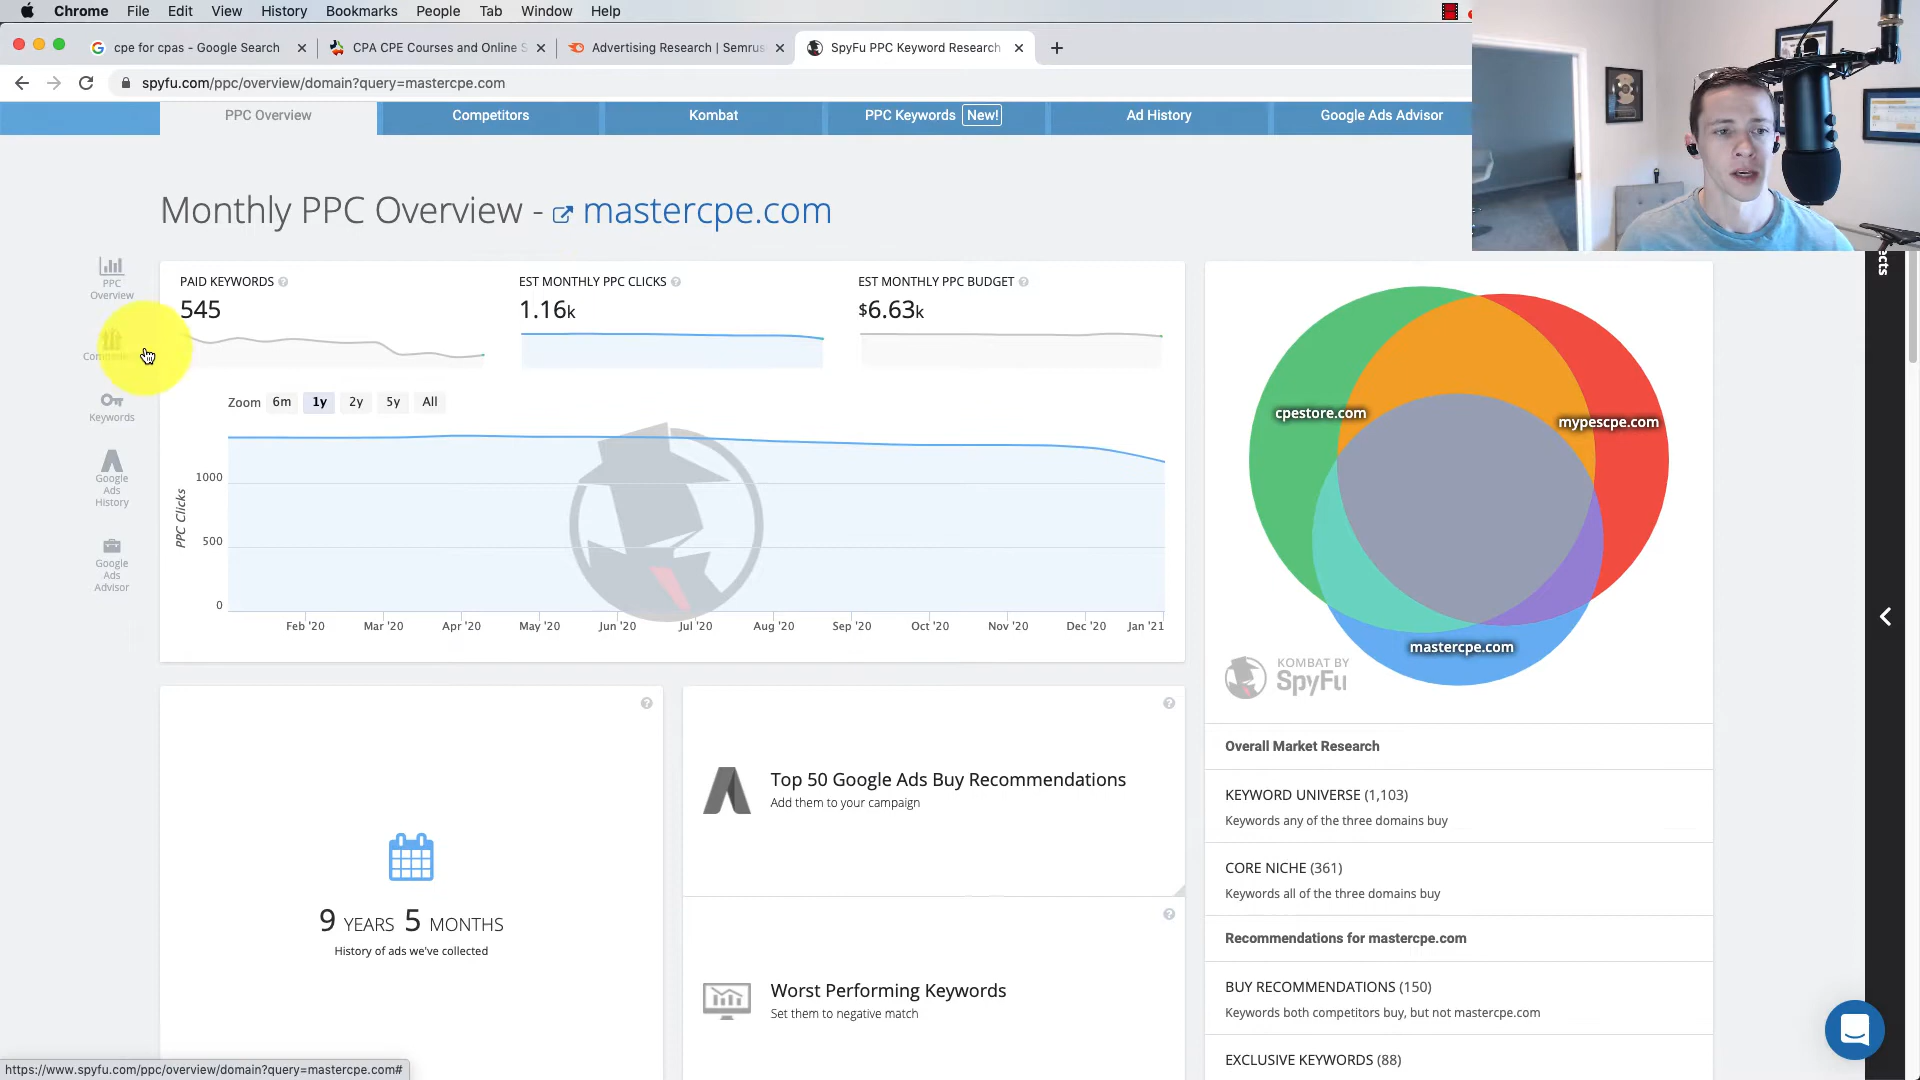 Chrome File Edit View History Bookmarks People Tab Window Help
cpe for cpas - Google Search
CPA CPE Courses and Online S
Advertising Research | Semrus
SpyFu PPC Keyword Research
spyfu.com/ppc/overview/domain?query=mastercpe.com
PPC Overview
Competitors
Kombat
PPC Keywords New!
Ad History
Google Ads Advisor
Monthly PPC Overview - mastercpe.com
PPC
Overview
Keywords
Google
Ads
History
Google
Ads
Advisor
PAID KEYWORDS
545
EST MONTHLY PPC CLICKS
1.16k
EST MONTHLY PPC BUDGET
$6.63k
Zoom 6m 1y 2y 5y All
PPC Clicks
1000
500
0
Feb '20 Mar '20 Apr '20 May '20 Jun '20 Jul '20 Aug '20 Sep '20 Oct '20 Nov '20 Dec '20 Jan '21
cpestore.com
mypescpe.com
mastercpe.com
KOMBAT BY
SpyFu
ects
9 YEARS 5 MONTHS
History of ads we've collected
Top 50 Google Ads Buy Recommendations
Add them to your campaign
Worst Performing Keywords
Set them to negative match
Overall Market Research
KEYWORD UNIVERSE (1,103)
Keywords any of the three domains buy
CORE NICHE (361)
Keywords all of the three domains buy
Recommendations for mastercpe.com
BUY RECOMMENDATIONS (150)
Keywords both competitors buy, but not mastercpe.com
EXCLUSIVE KEYWORDS (88)
https://www.spyfu.com/ppc/overview/domain?query=mastercpe.com#